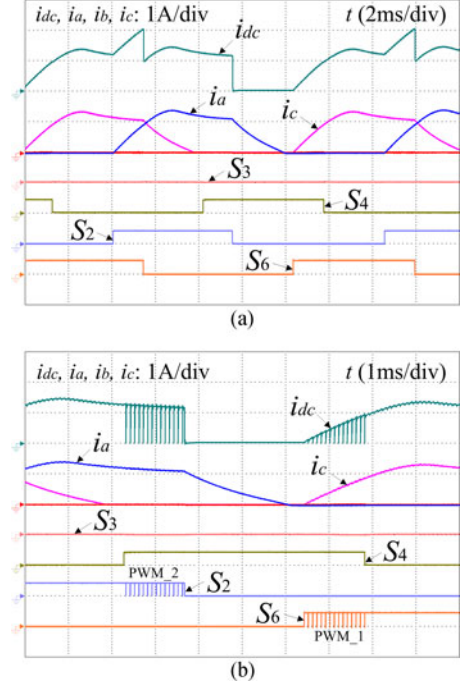 idc, ia, ib, ic: 1A/div t (2ms/div)
idc
ia
ic
S3
S4
S2
S6
(a)
idc, ia, ib, ic: 1A/div t (1ms/div)
idc
ia
ic
S3
S4
PWM_2
S2
S6
PWM_1
(b)